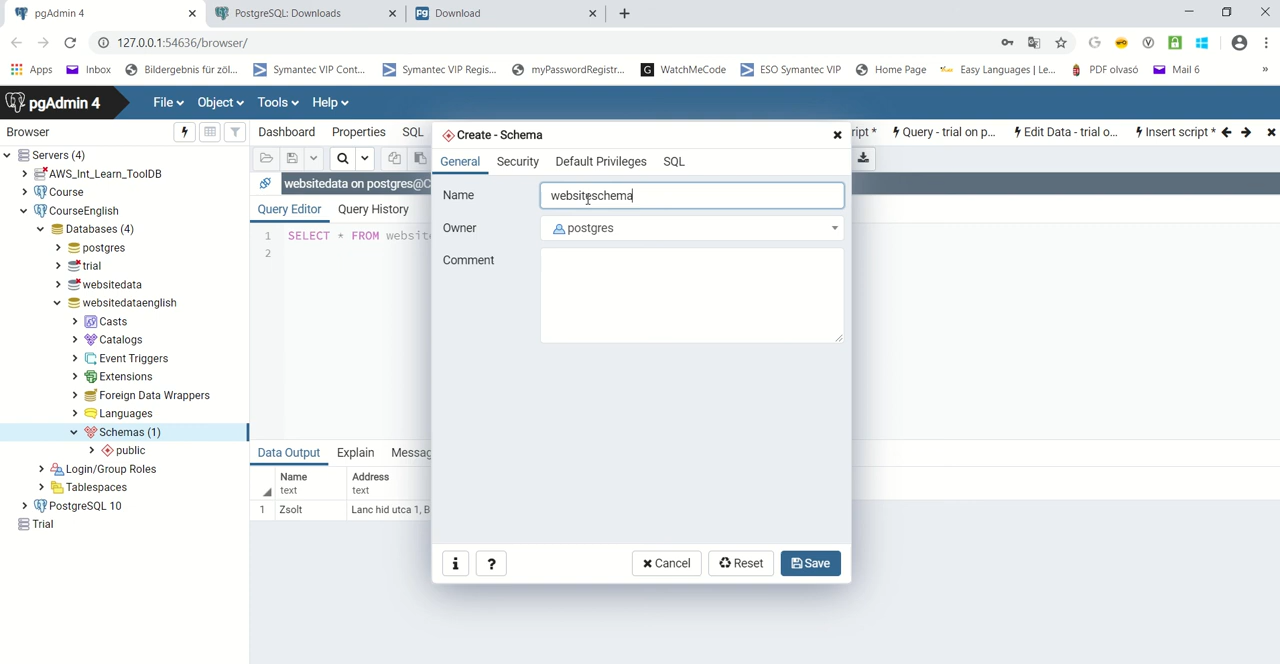 pgAdmin 4
PostgreSQL: Downloads
Download
127.0.0.1:54636/browser/
Apps
Inbox
Bildergebnis für zöl...
Symantec VIP Cont...
Symantec VIP Regis...
myPasswordRegistr...
WatchMeCode
ESO Symantec VIP
Home Page
Easy Languages | Le...
PDF olvasó
Mail 6
»
pgAdmin 4
File
Object
Tools
Help
Browser
Dashboard
Properties
SQL
ript *
Query - trial on p...
Edit Data - trial o...
Insert script *
Servers (4)
AWS_Int_Learn_ToolDB
Course
CourseEnglish
Databases (4)
postgres
trial
websitedata
websitedataenglish
Casts
Catalogs
Event Triggers
Extensions
Foreign Data Wrappers
Languages
Schemas (1)
public
Login/Group Roles
Tablespaces
PostgreSQL 10
Trial
websitedata on postgres@C
Query Editor
Query History
1 SELECT * FROM website
2
Data Output
Explain
Messag
Name
text
Address
text
1 Zsolt Lanc hid utca 1, B
Create - Schema
General
Security
Default Privileges
SQL
Name
websiteschema
Owner
postgres
Comment
i
?
Cancel
Reset
Save